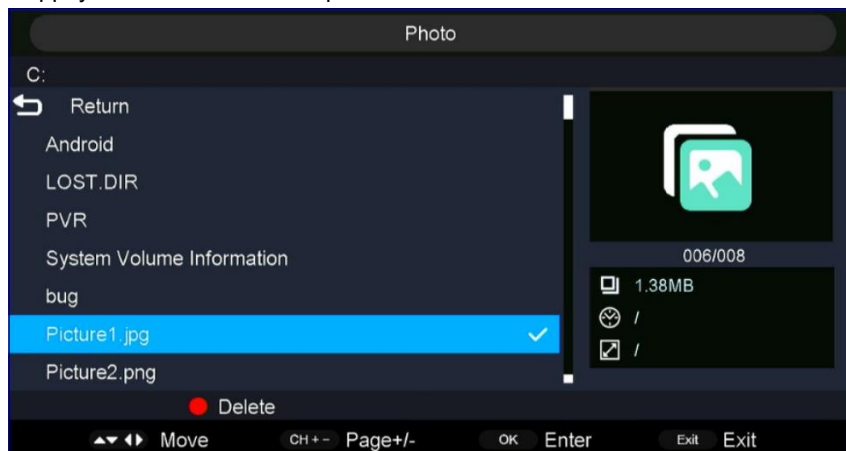 Photo
C:
Return
Android
LOST.DIR
PVR
System Volume Information
bug
Picture1.jpg
Picture2.png
006/008
1.38MB
/
/
Delete
Move CH + - Page+/- OK Enter Exit Exit